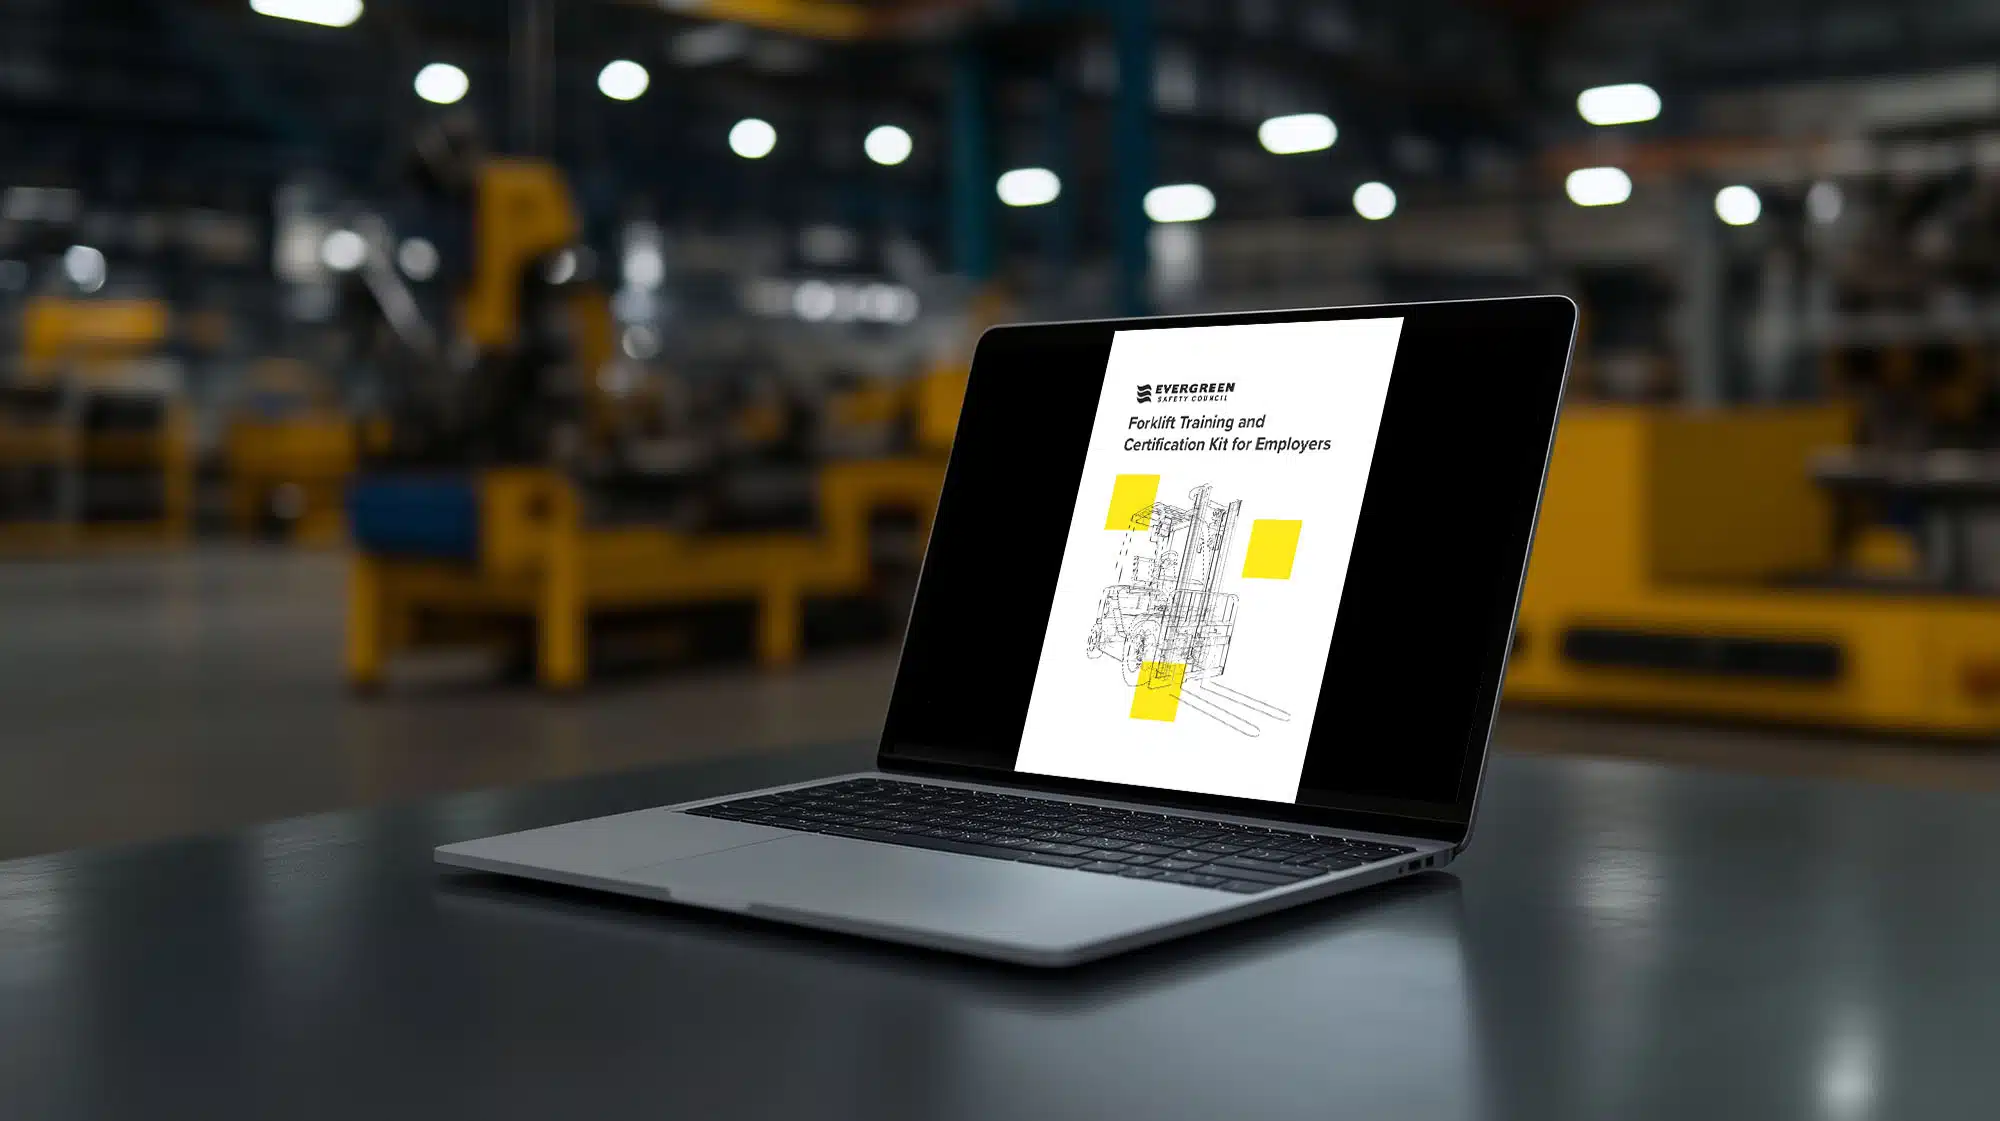 EVERGREEN
SAFETY COUNCIL
Forklift Training and
Certification Kit for Employers